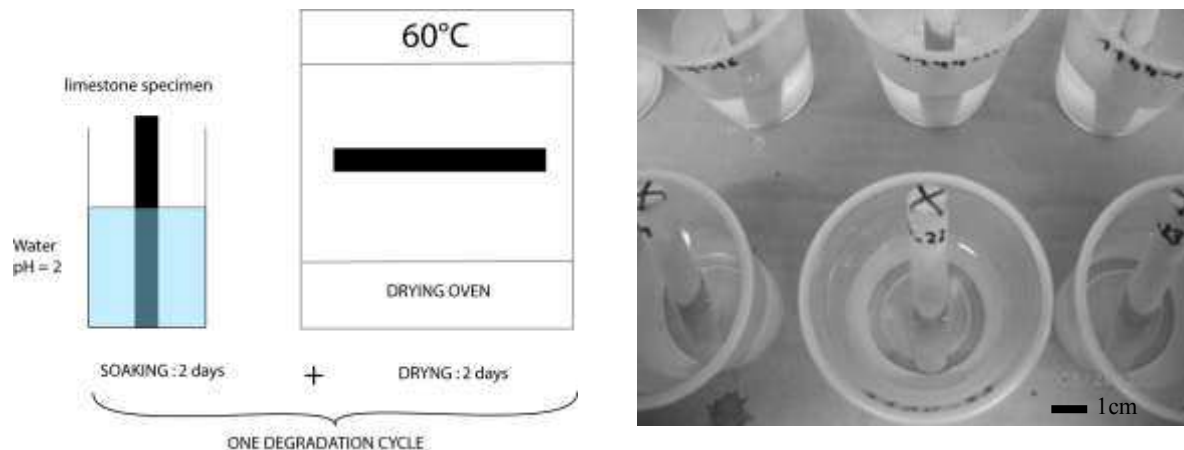 60°C
limestone specimen
Water
pH = 2
DRYING OVEN
SOAKING : 2 days
+
DRYNG : 2 days
ONE DEGRADATION CYCLE
X
1cm